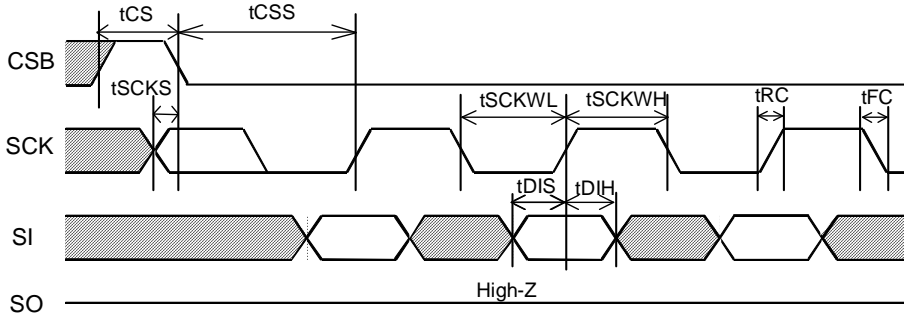 tCS
tCSS
CSB
tSCKS
tSCKWL
tSCKWH
tRC
tFC
SCK
tDIS
tDIH
SI
High-Z
SO